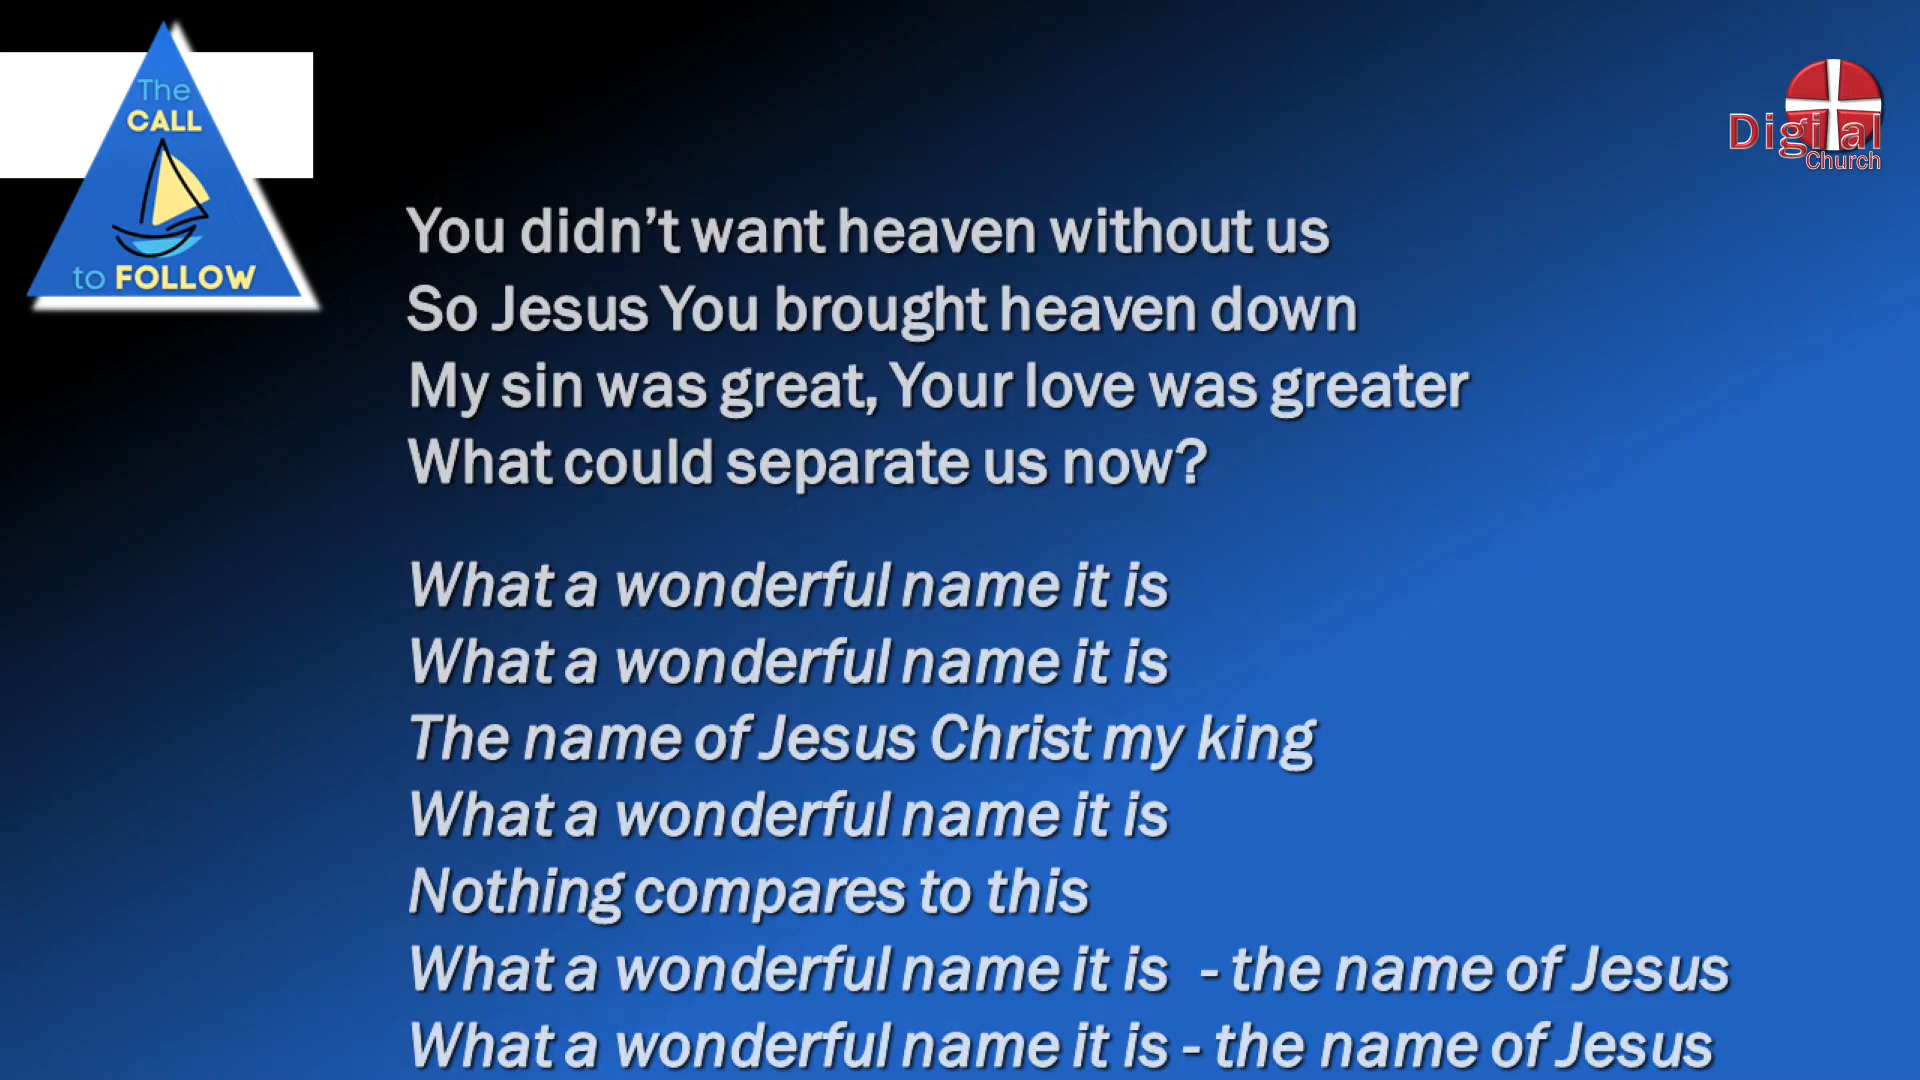 The
CALL
to FOLLOW
Digital
Church
You didn’t want heaven without us
So Jesus You brought heaven down
My sin was great, Your love was greater
What could separate us now?
What a wonderful name it is
What a wonderful name it is
The name of Jesus Christ my king
What a wonderful name it is
Nothing compares to this
What a wonderful name it is - the name of Jesus
What a wonderful name it is - the name of Jesus